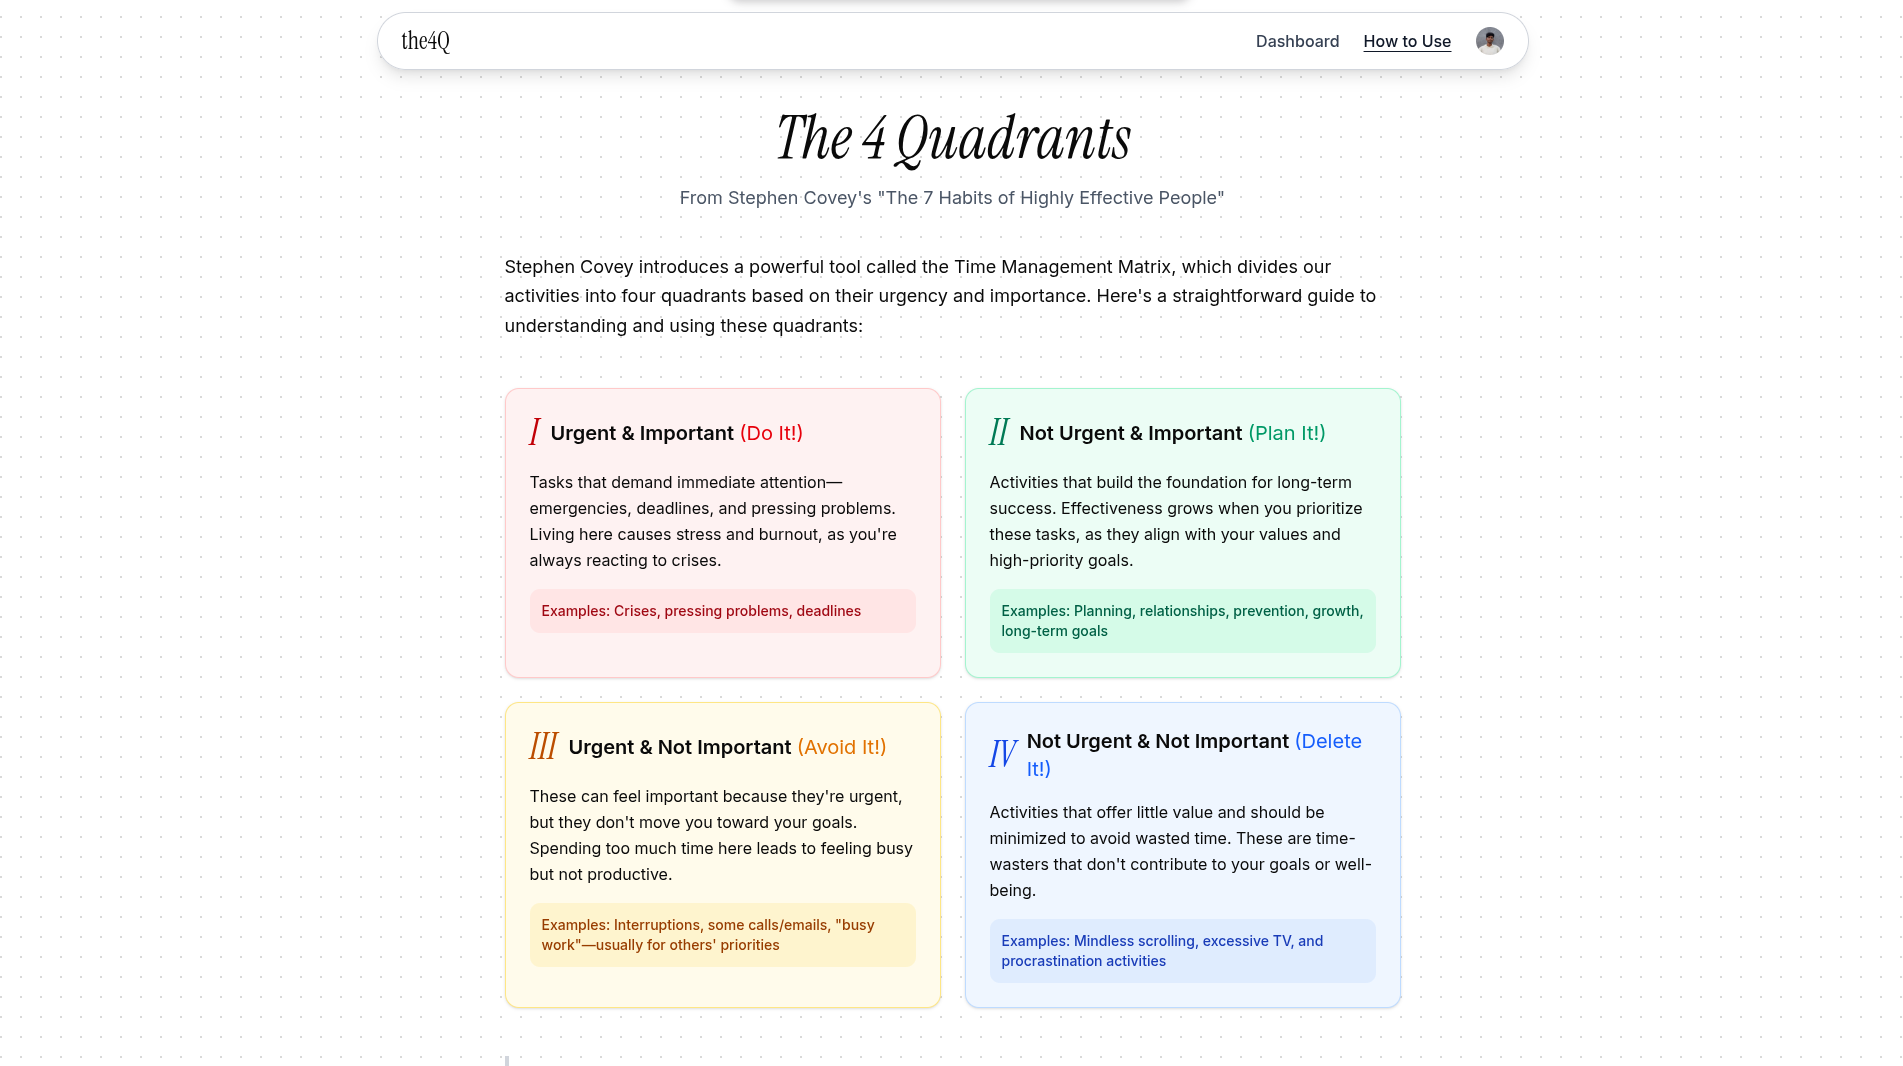 the4Q
Dashboard
How to Use
The 4 Quadrants
From Stephen Covey's "The 7 Habits of Highly Effective People"
Stephen Covey introduces a powerful tool called the Time Management Matrix, which divides our
activities into four quadrants based on their urgency and importance. Here's a straightforward guide to
understanding and using these quadrants:
I Urgent & Important (Do It!)
Tasks that demand immediate attention—
emergencies, deadlines, and pressing problems.
Living here causes stress and burnout, as you're
always reacting to crises.
Examples: Crises, pressing problems, deadlines
II Not Urgent & Important (Plan It!)
Activities that build the foundation for long-term
success. Effectiveness grows when you prioritize
these tasks, as they align with your values and
high-priority goals.
Examples: Planning, relationships, prevention, growth,
long-term goals
III Urgent & Not Important (Avoid It!)
These can feel important because they're urgent,
but they don't move you toward your goals.
Spending too much time here leads to feeling busy
but not productive.
Examples: Interruptions, some calls/emails, "busy
work"—usually for others' priorities
IV Not Urgent & Not Important (Delete
It!)
Activities that offer little value and should be
minimized to avoid wasted time. These are time-
wasters that don't contribute to your goals or well-
being.
Examples: Mindless scrolling, excessive TV, and
procrastination activities